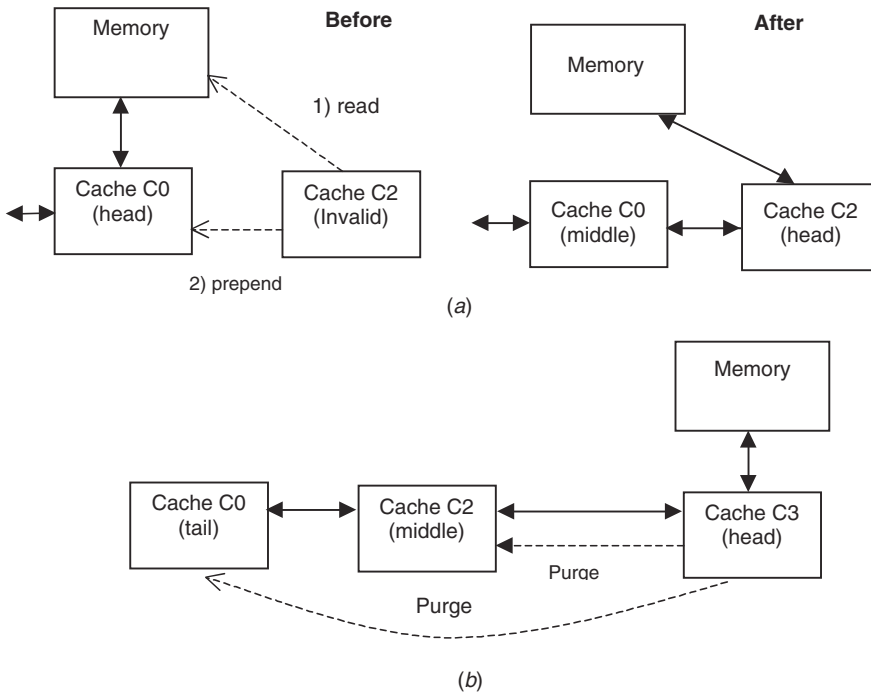 Memory
Before
1) read
Cache C0
(head)
Cache C2
(Invalid)
2) prepend
After
Memory
Cache C0
(middle)
Cache C2
(head)
(a)
Memory
Cache C0
(tail)
Cache C2
(middle)
Cache C3
(head)
Purge
Purge
(b)